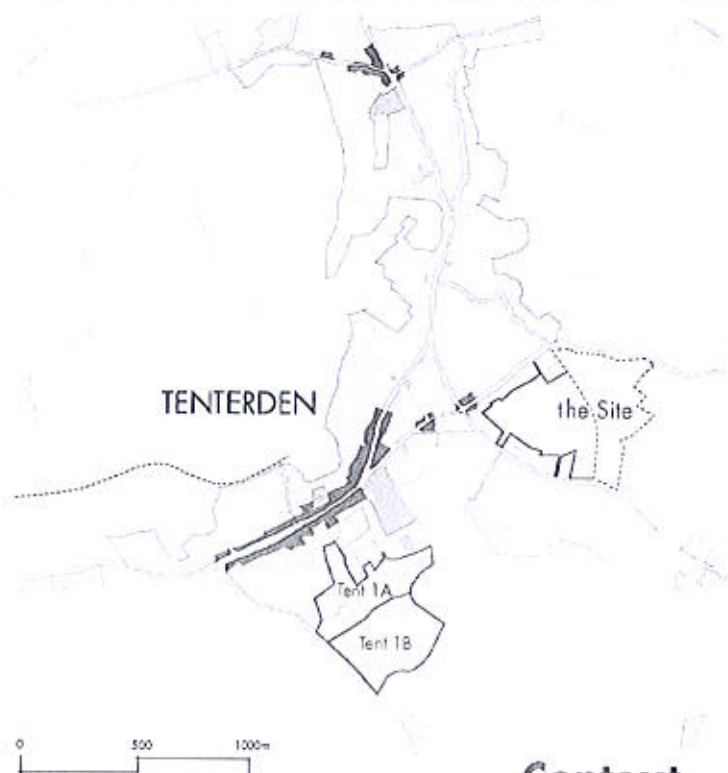 TENTERDEN
the Site
Tent 1A
Tent 1B
0 500 1000m
Context